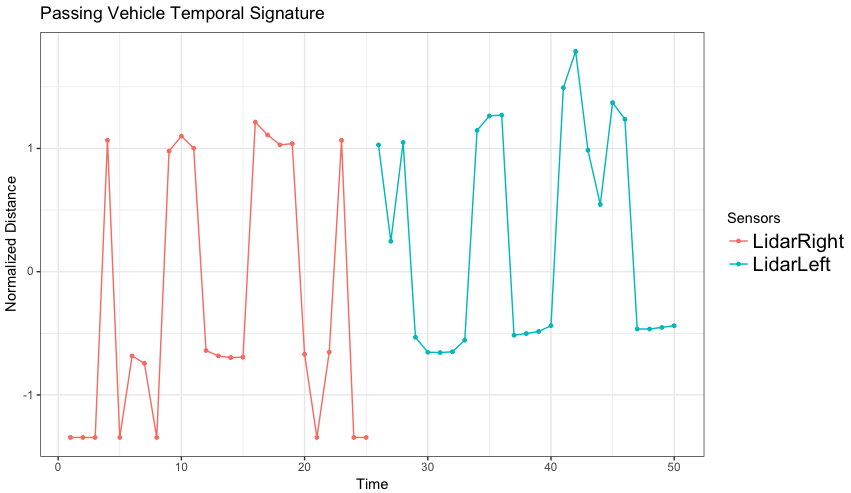 Passing Vehicle Temporal Signature
Normalized Distance
1
0
-1
0 10 20 30 40 50
Time
Sensors
LidarRight
LidarLeft